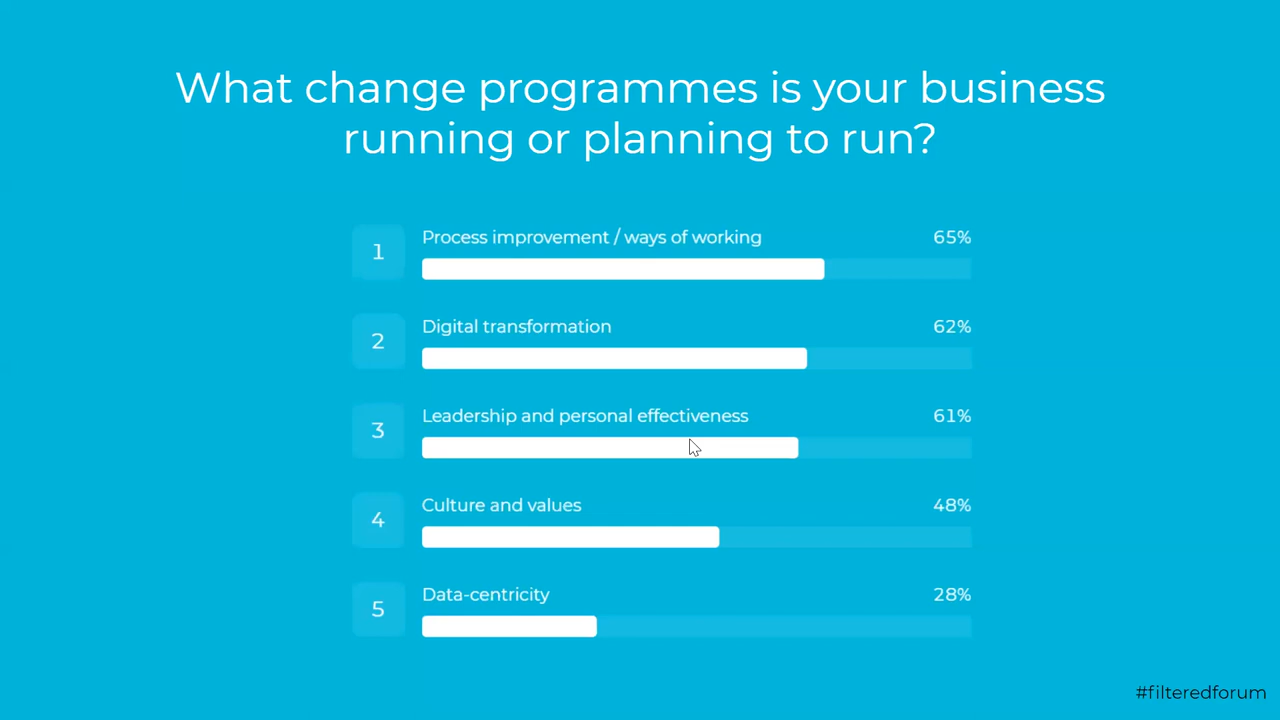 What change programmes is your business
running or planning to run?
1
Process improvement / ways of working 65%
2
Digital transformation 62%
3
Leadership and personal effectiveness 61%
4
Culture and values 48%
5
Data-centricity 28%
#filteredforum